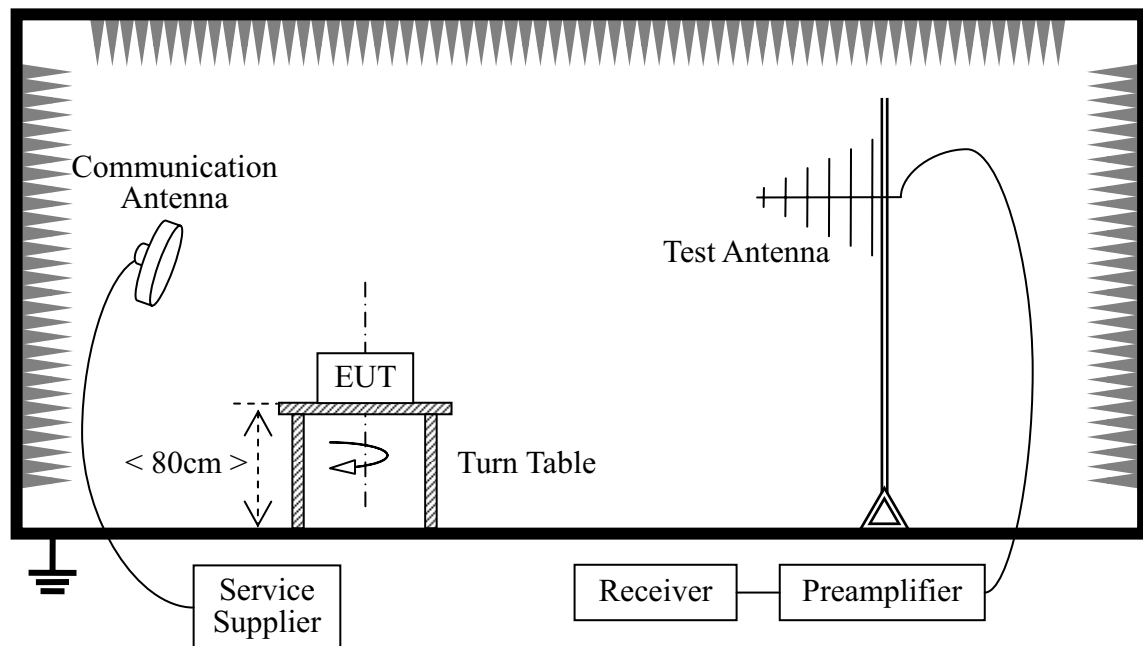 Communication
Antenna
Test Antenna
EUT
< 80cm >
Turn Table
Service
Supplier
Receiver
Preamplifier